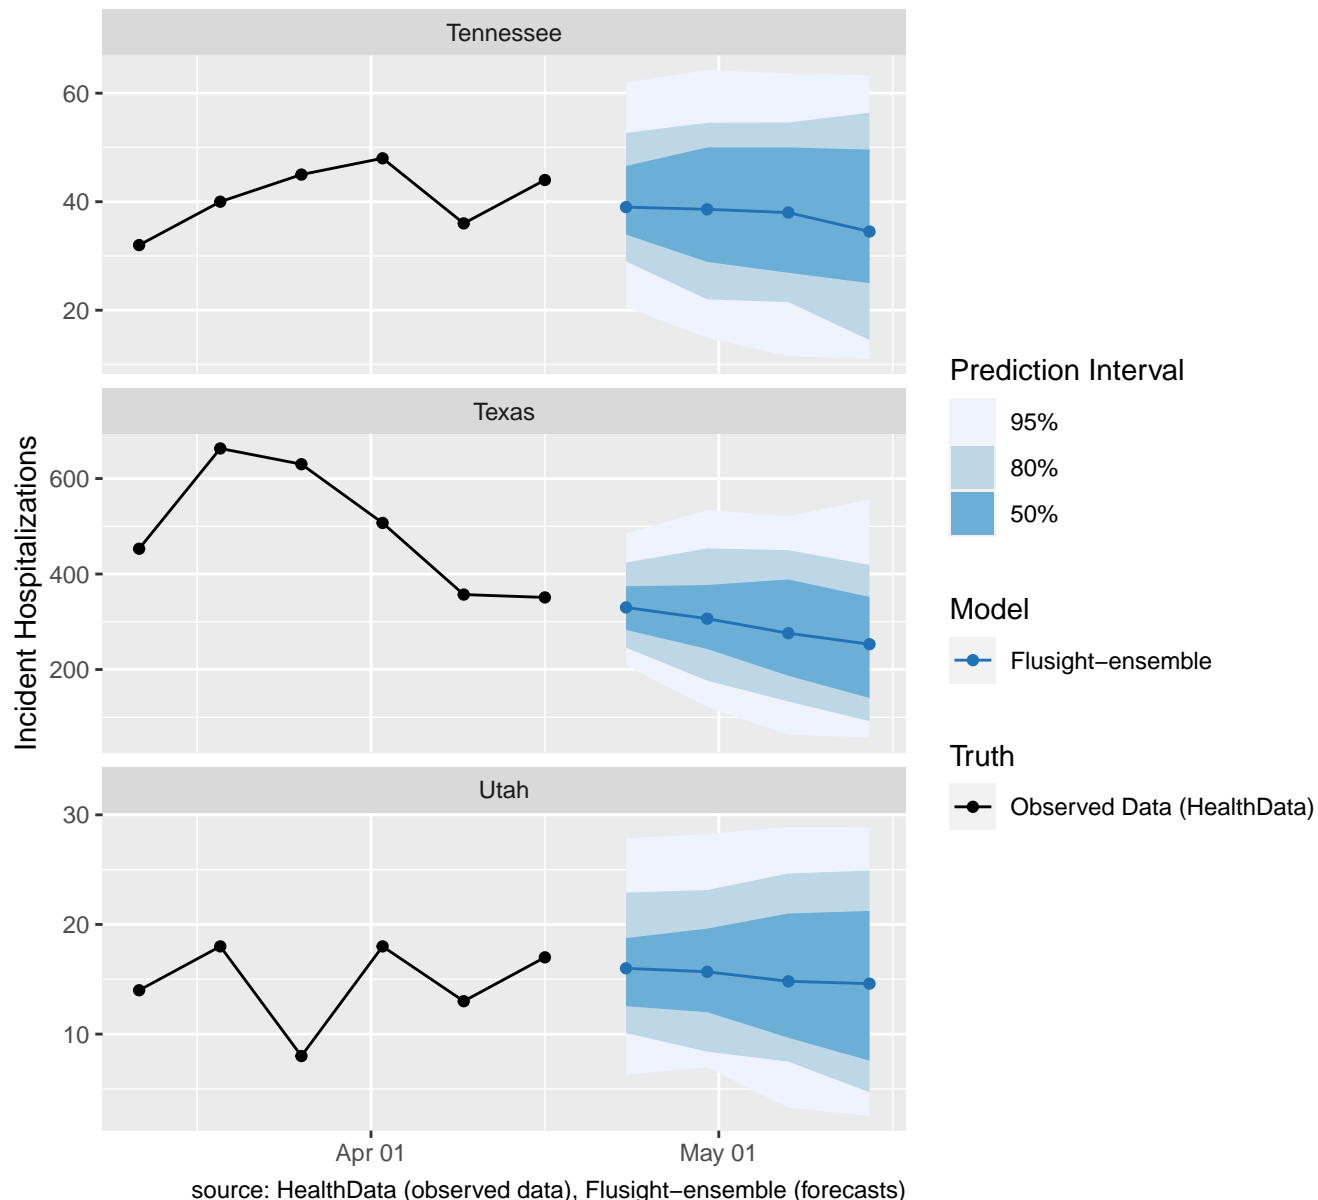 Tennessee
60
40
20
Texas
600
400
200
Utah
30
20
10
Apr 01
May 01
Incident Hospitalizations
source: HealthData (observed data), Flusight−ensemble (forecasts)
Prediction Interval
95%
80%
50%
Model
Flusight−ensemble
Truth
Observed Data (HealthData)